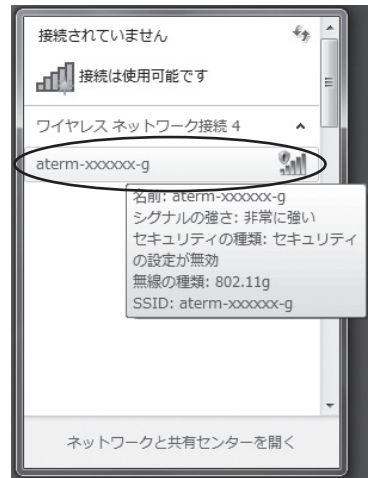 接続されていません
接続は使用可能です
ワイヤレス ネットワーク接続 4
aterm-xxxxxx-g
名前: aterm-xxxxxx-g
シグナルの強さ: 非常に強い
セキュリティの種類: セキュリティ
の設定が無効
無線の種類: 802.11g
SSID: aterm-xxxxxx-g
ネットワークと共有センターを開く